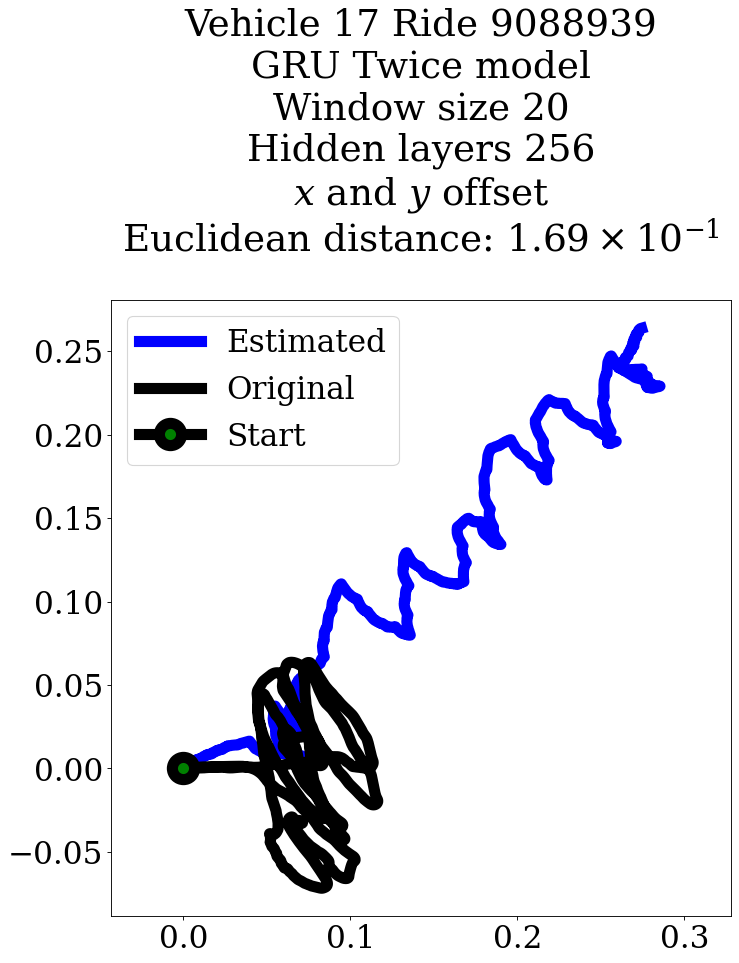 Vehicle 17 Ride 9088939
GRU Twice model
Window size 20
Hidden layers 256
x and y offset
Euclidean distance: 1.69 × 10⁻¹
Estimated
Original
Start
0.25
0.20
0.15
0.10
0.05
0.00
−0.05
0.0 0.1 0.2 0.3